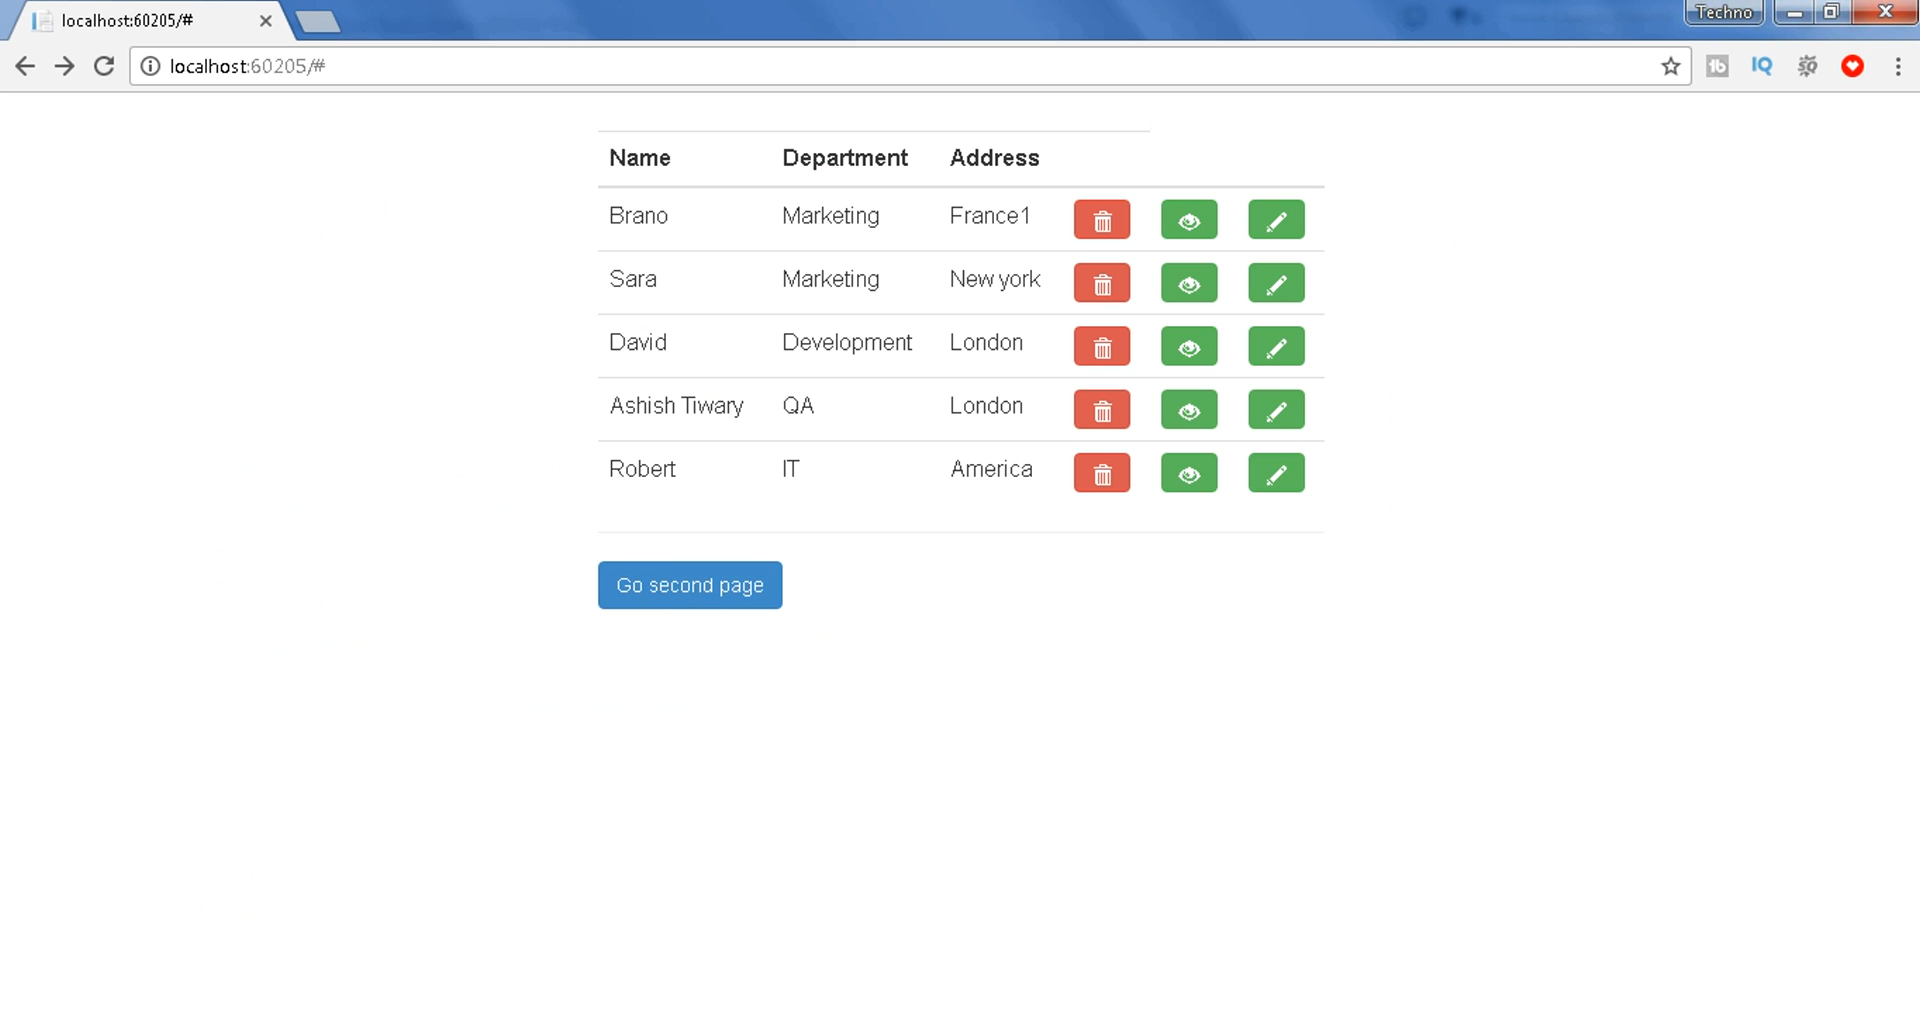 localhost:60205/#
Techno
localhost:60205/#
Name Department Address
Brano Marketing France1
Sara Marketing New york
David Development London
Ashish Tiwary QA London
Robert IT America
Go second page